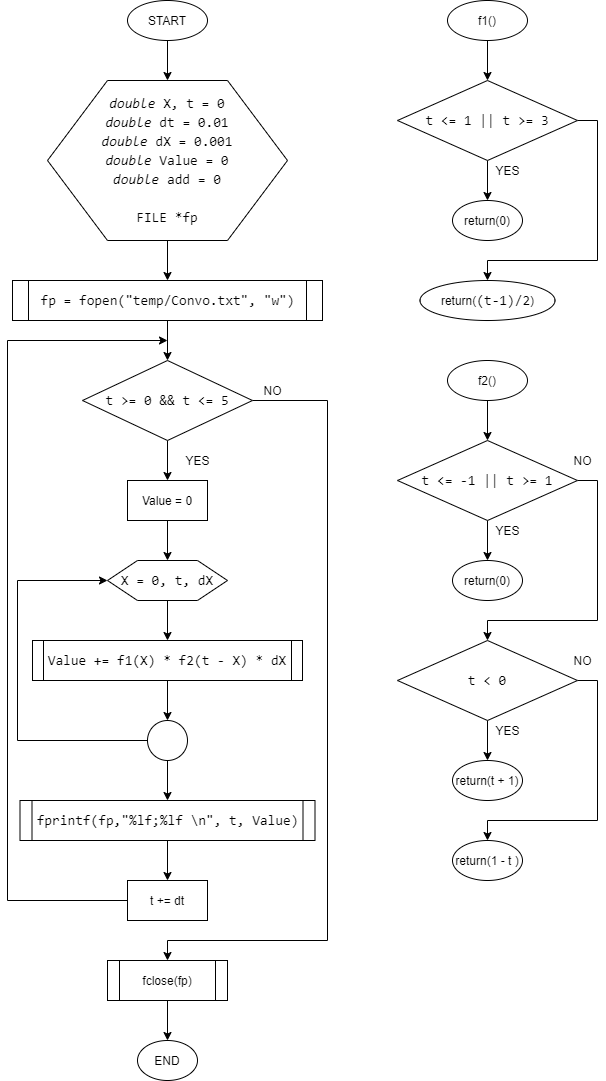 START
double X, t = 0
double dt = 0.01
double dX = 0.001
double Value = 0
double add = 0
FILE *fp
fp = fopen("temp/Convo.txt", "w")
t >= 0 && t <= 5
NO
YES
Value = 0
X = 0, t, dX
Value += f1(X) * f2(t - X) * dX
fprintf(fp,"%lf;%lf \n", t, Value)
t += dt
fclose(fp)
END
f1()
t <= 1 || t >= 3
YES
return(0)
return((t-1)/2)
f2()
NO
t <= -1 || t >= 1
YES
return(0)
NO
t < 0
YES
return(t + 1)
return(1 - t )